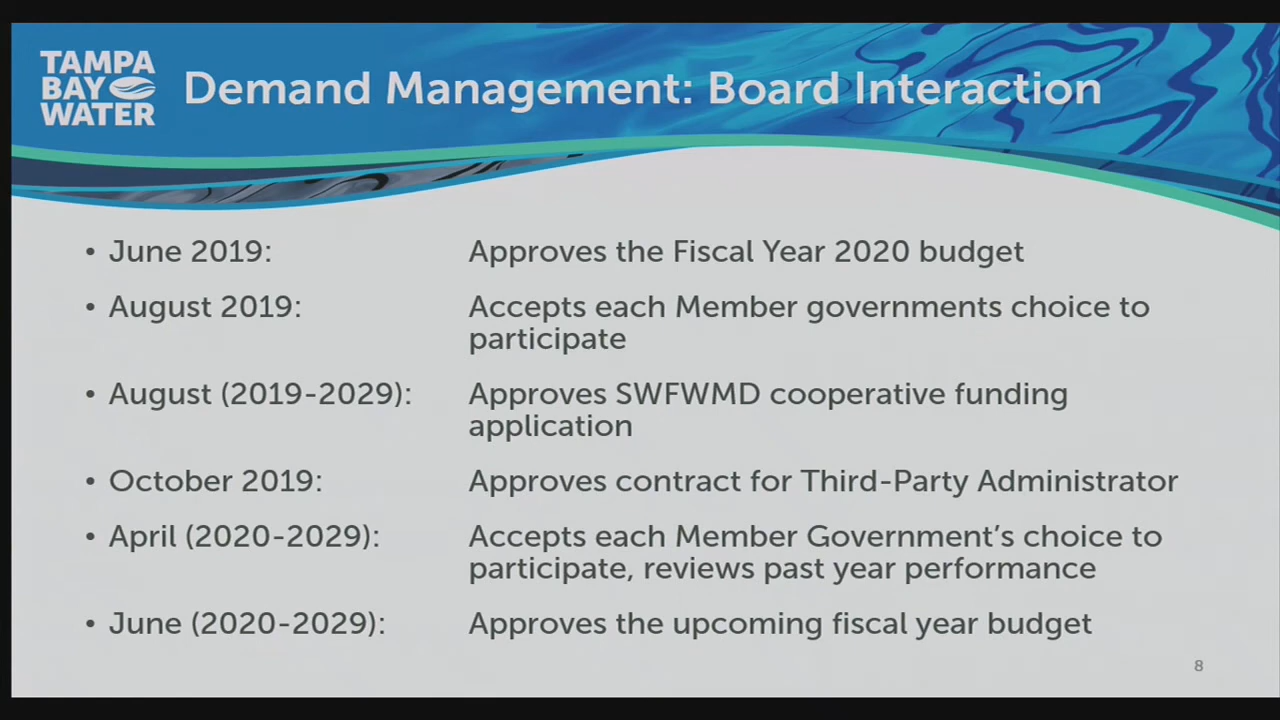 TAMPA
BAY
WATER
Demand Management: Board Interaction
• June 2019: Approves the Fiscal Year 2020 budget
• August 2019: Accepts each Member governments choice to
participate
• August (2019-2029): Approves SWFWMD cooperative funding
application
• October 2019: Approves contract for Third-Party Administrator
• April (2020-2029): Accepts each Member Government’s choice to
participate, reviews past year performance
• June (2020-2029): Approves the upcoming fiscal year budget
8